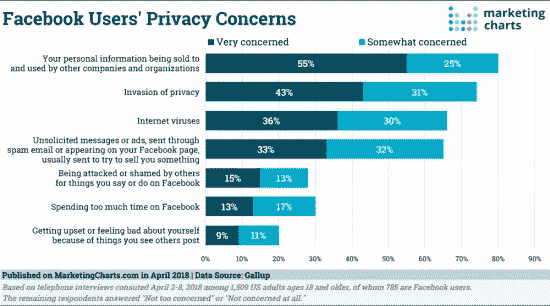 Facebook Users' Privacy Concerns
marketing
charts
Very concerned
Somewhat concerned
Your personal information being sold to
and used by other companies and organizations
55%
25%
Invasion of privacy
43%
31%
Internet viruses
36%
30%
Unsolicited messages or ads, sent through
spam email or appearing on your Facebook page,
usually sent to try to sell you something
33%
32%
Being attacked or shamed by others
for things you say or do on Facebook
15%
13%
Spending too much time on Facebook
13%
17%
Getting upset or feeling bad about yourself
because of things you see others post
9%
11%
0%
10%
20%
30%
40%
50%
60%
70%
80%
90%
Published on MarketingCharts.com in April 2018 | Data Source: Gallup
Based on telephone interviews consuted April 2-8, 2018 among 1,509 US adults ages 18 and older, of whom 785 are Facebook users.
The remaining respondents answered "Not too concerned" or "Not concerned at all."